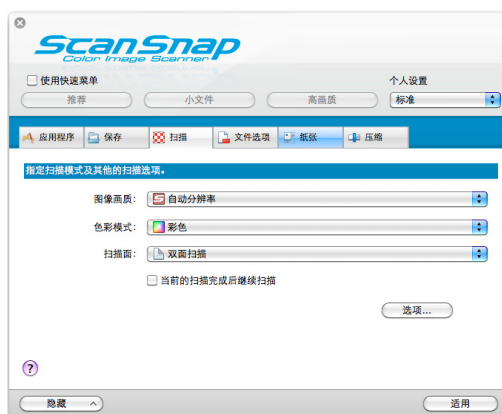 ScanSnap
Color Image Scanner
使用快速菜单 个人设置
推荐 小文件 高画质 标准
应用程序 保存 扫描 文件选项 纸张 压缩
指定扫描模式及其他的扫描选项。
图像画质: 自动分辨率
色彩模式: 彩色
扫描面: 双面扫描
当前的扫描完成后继续扫描
选项...
?
隐藏 适用